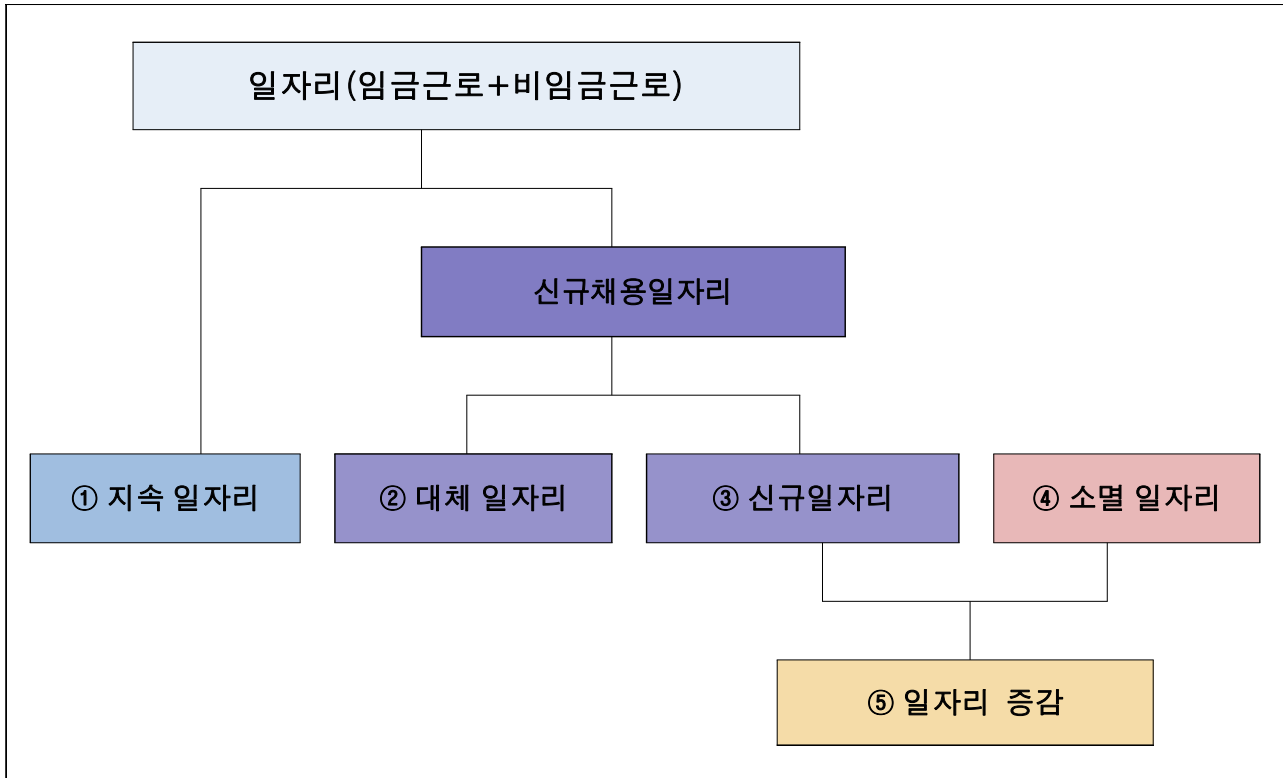 일자리(임금근로+비임금근로)
신규채용일자리
① 지속 일자리
② 대체 일자리
③ 신규일자리
④ 소멸 일자리
⑤ 일자리 증감